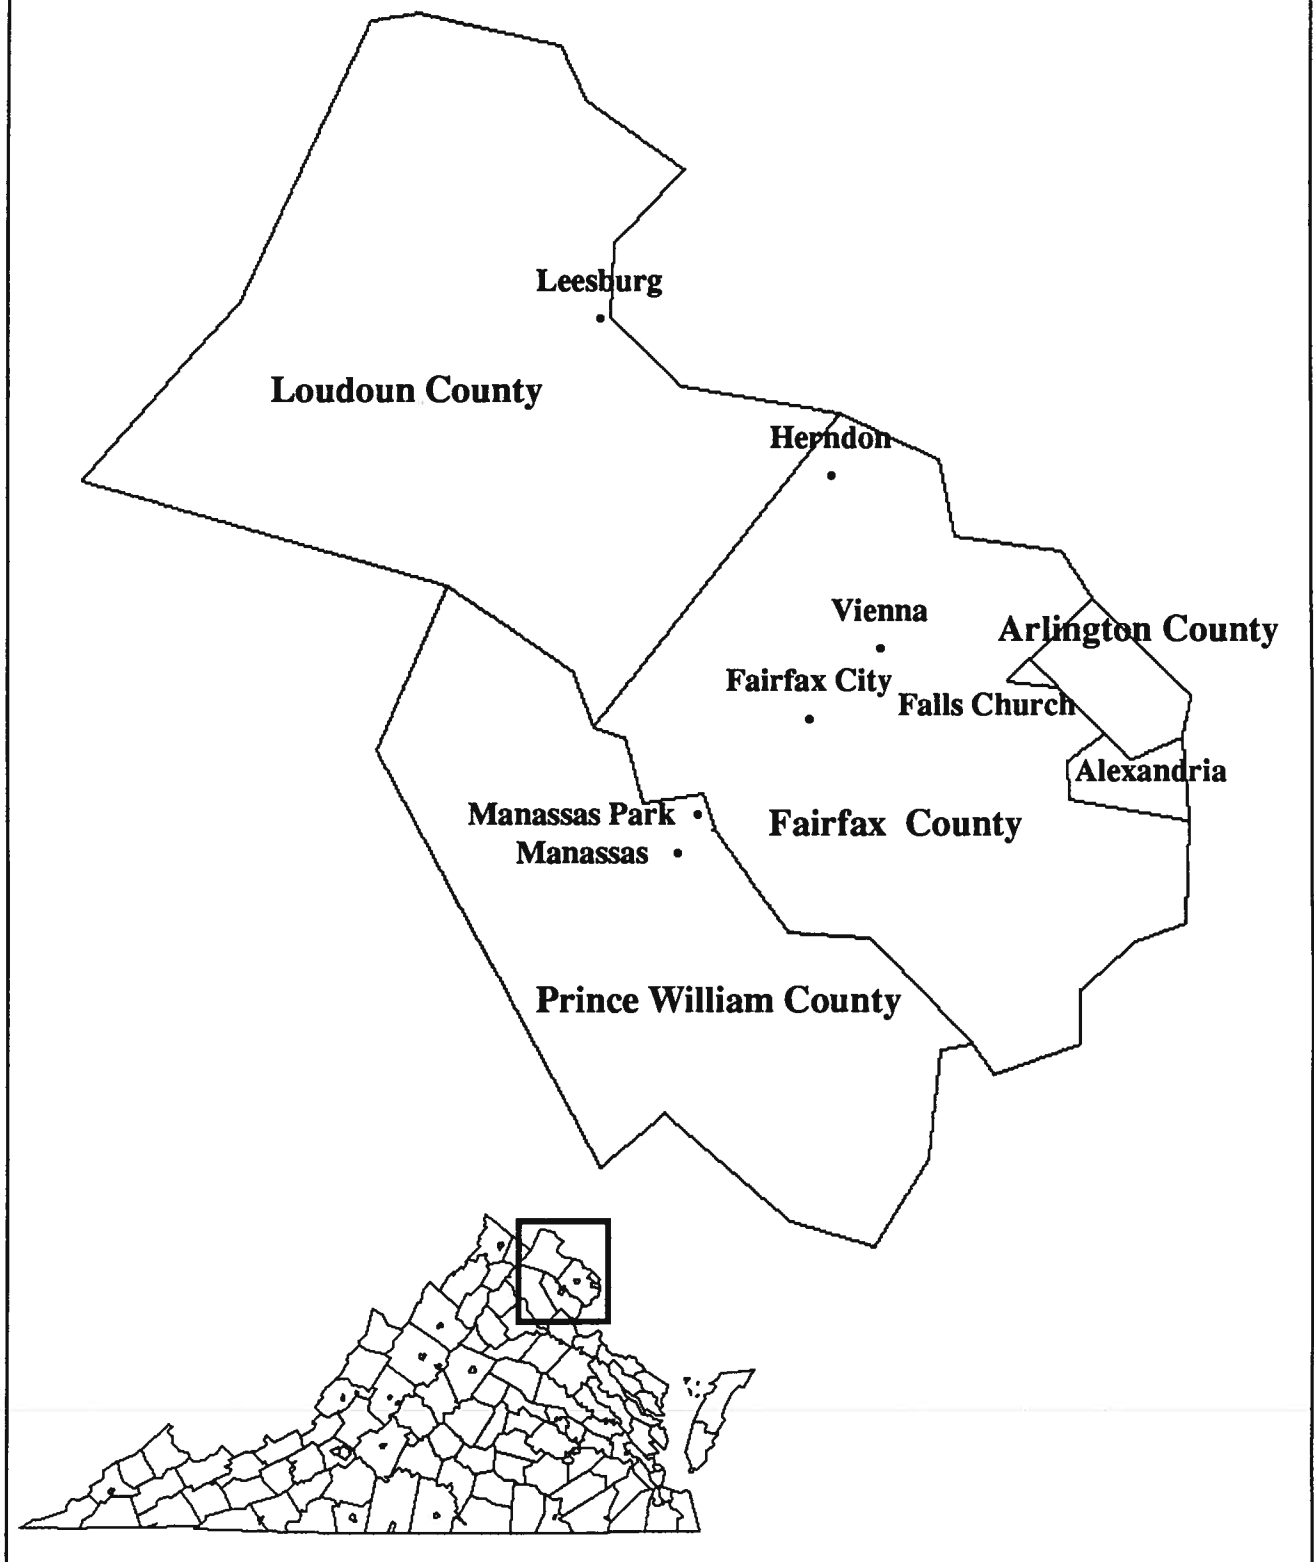 Leesburg
Loudoun County
Herndon
Vienna
Arlington County
Fairfax City
Falls Church
Alexandria
Manassas Park
Fairfax County
Manassas
Prince William County